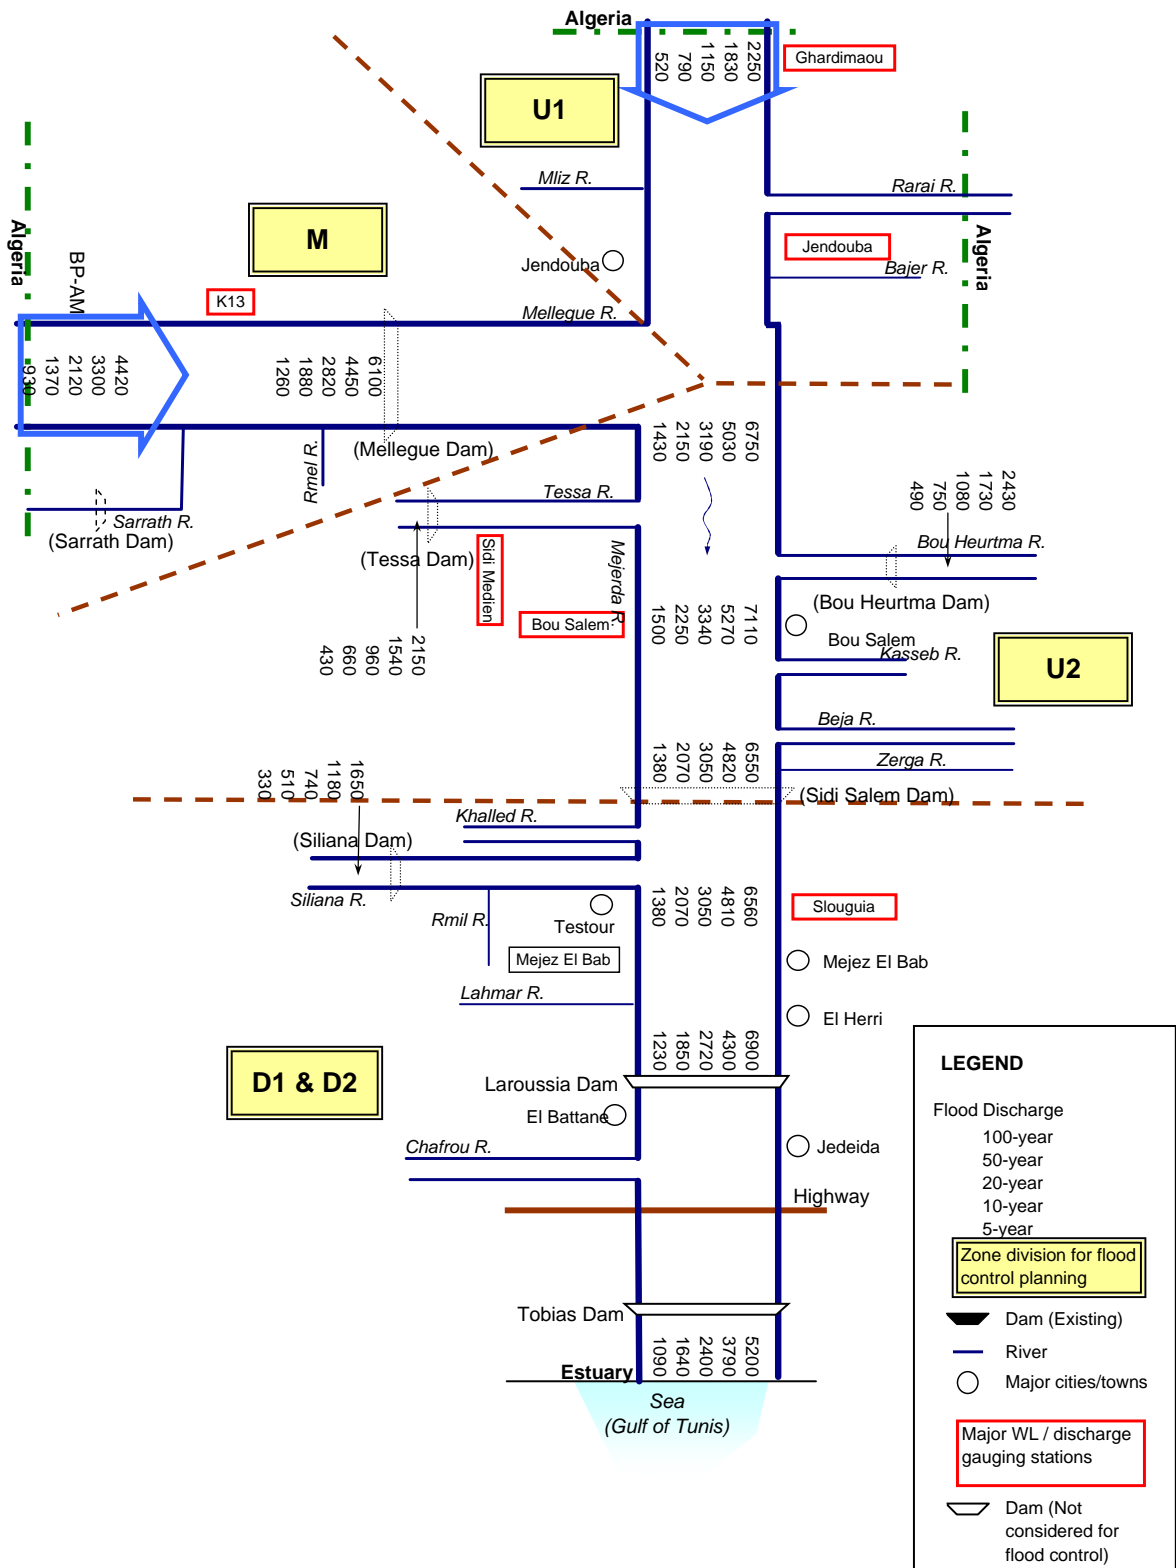 Algeria
2250
1830
1150
790
520
Ghardimaou
U1
Mliz R.
Rarai R.
Algeria
M
Jendouba
Jendouba
Bajer R.
Algeria
BP-AM
K13
Mellegue R.
4420
3300
2120
1370
930
6100
4450
2820
1880
1260
(Mellegue Dam)
6750
5030
3190
2150
1430
Rmel R.
Tessa R.
Sarrath R.
(Sarrath Dam)
(Tessa Dam)
Sidi Medien
Mejerda R.
2430
1730
1080
750
490
Bou Heurtma R.
(Bou Heurtma Dam)
Bou Salem
7110
5270
3340
2250
1500
Bou Salem
Kasseb R.
U2
2150
1540
960
660
430
Beja R.
Zerga R.
6550
4820
3050
2070
1380
(Sidi Salem Dam)
1650
1180
740
510
330
Khalled R.
(Siliana Dam)
Siliana R.
Rmil R.
Testour
6560
4810
3050
2070
1380
Slouguia
Mejez El Bab
Mejez El Bab
Lahmar R.
El Herri
6900
4300
2720
1850
1230
D1 & D2
Laroussia Dam
El Battane
Chafrou R.
Jedeida
Highway
Tobias Dam
5200
3790
2400
1640
1090
Estuary
Sea
(Gulf of Tunis)
LEGEND
Flood Discharge
100-year
50-year
20-year
10-year
5-year
Zone division for flood
control planning
Dam (Existing)
River
Major cities/towns
Major WL / discharge
gauging stations
Dam (Not
considered for
flood control)